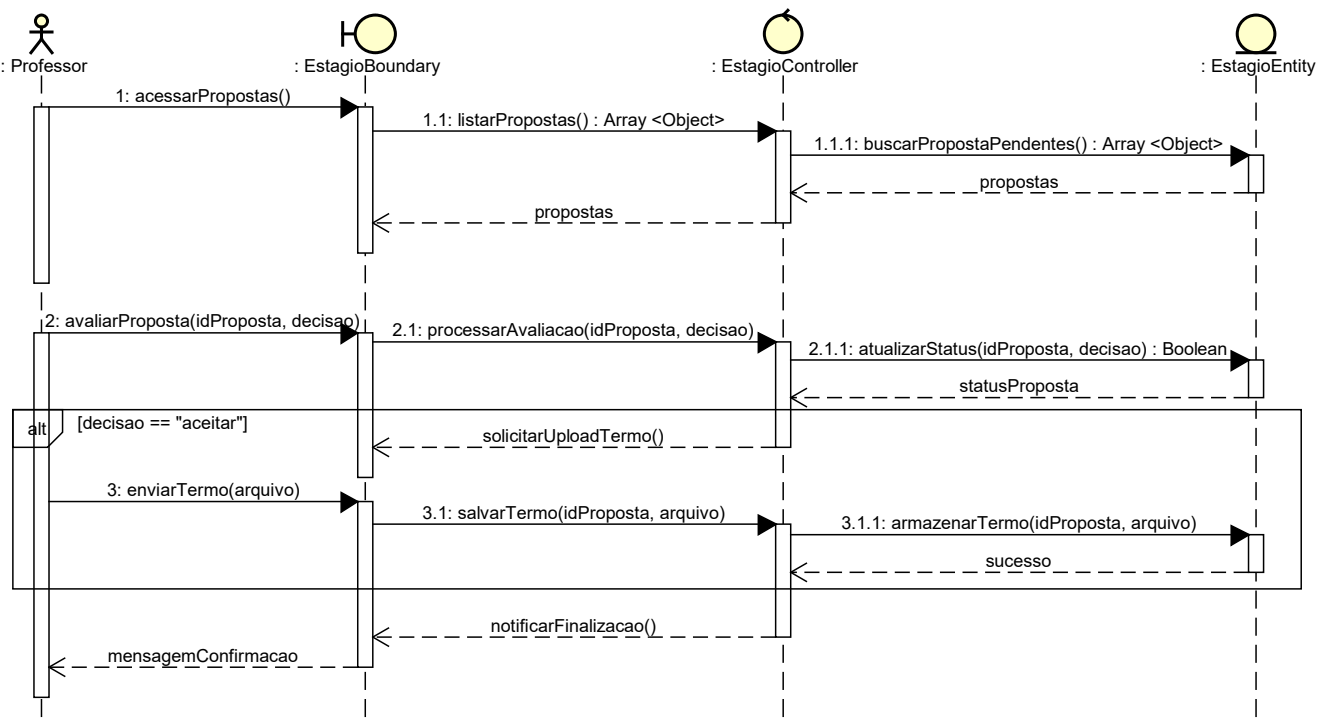 : Professor
: EstagioBoundary
: EstagioController
: EstagioEntity
1: acessarPropostas()
1.1: listarPropostas() : Array <Object>
1.1.1: buscarPropostaPendentes() : Array <Object>
propostas
propostas
2: avaliarProposta(idProposta, decisao)
2.1: processarAvaliacao(idProposta, decisao)
2.1.1: atualizarStatus(idProposta, decisao) : Boolean
statusProposta
alt
[decisao == "aceitar"]
solicitarUploadTermo()
3: enviarTermo(arquivo)
3.1: salvarTermo(idProposta, arquivo)
3.1.1: armazenarTermo(idProposta, arquivo)
sucesso
notificarFinalizacao()
mensagemConfirmacao